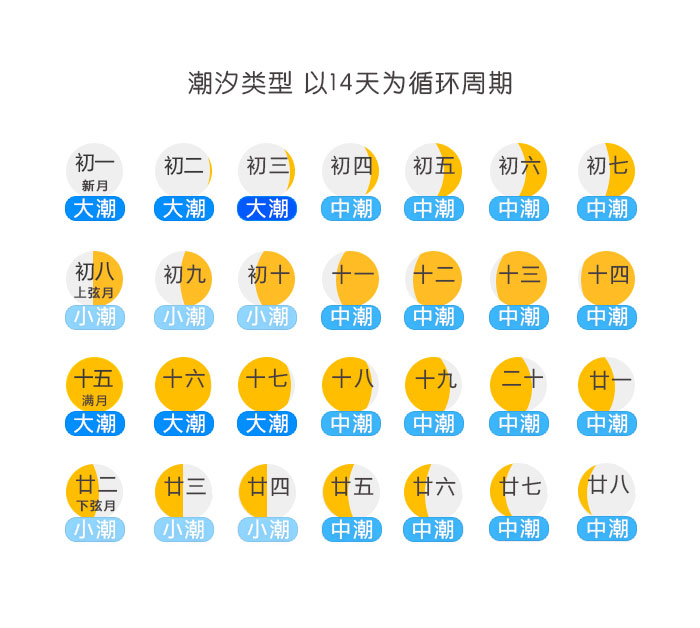 潮汐类型 以14天为循环周期
初一 初二 初三 初四 初五 初六 初七
新月
大潮 大潮 大潮 中潮 中潮 中潮 中潮
初八 初九 初十 十一 十二 十三 十四
上弦月
小潮 小潮 小潮 中潮 中潮 中潮 中潮
十五 十六 十七 十八 十九 二十 廿一
满月
大潮 大潮 大潮 中潮 中潮 中潮 中潮
廿二 廿三 廿四 廿五 廿六 廿七 廿八
下弦月
小潮 小潮 小潮 中潮 中潮 中潮 中潮